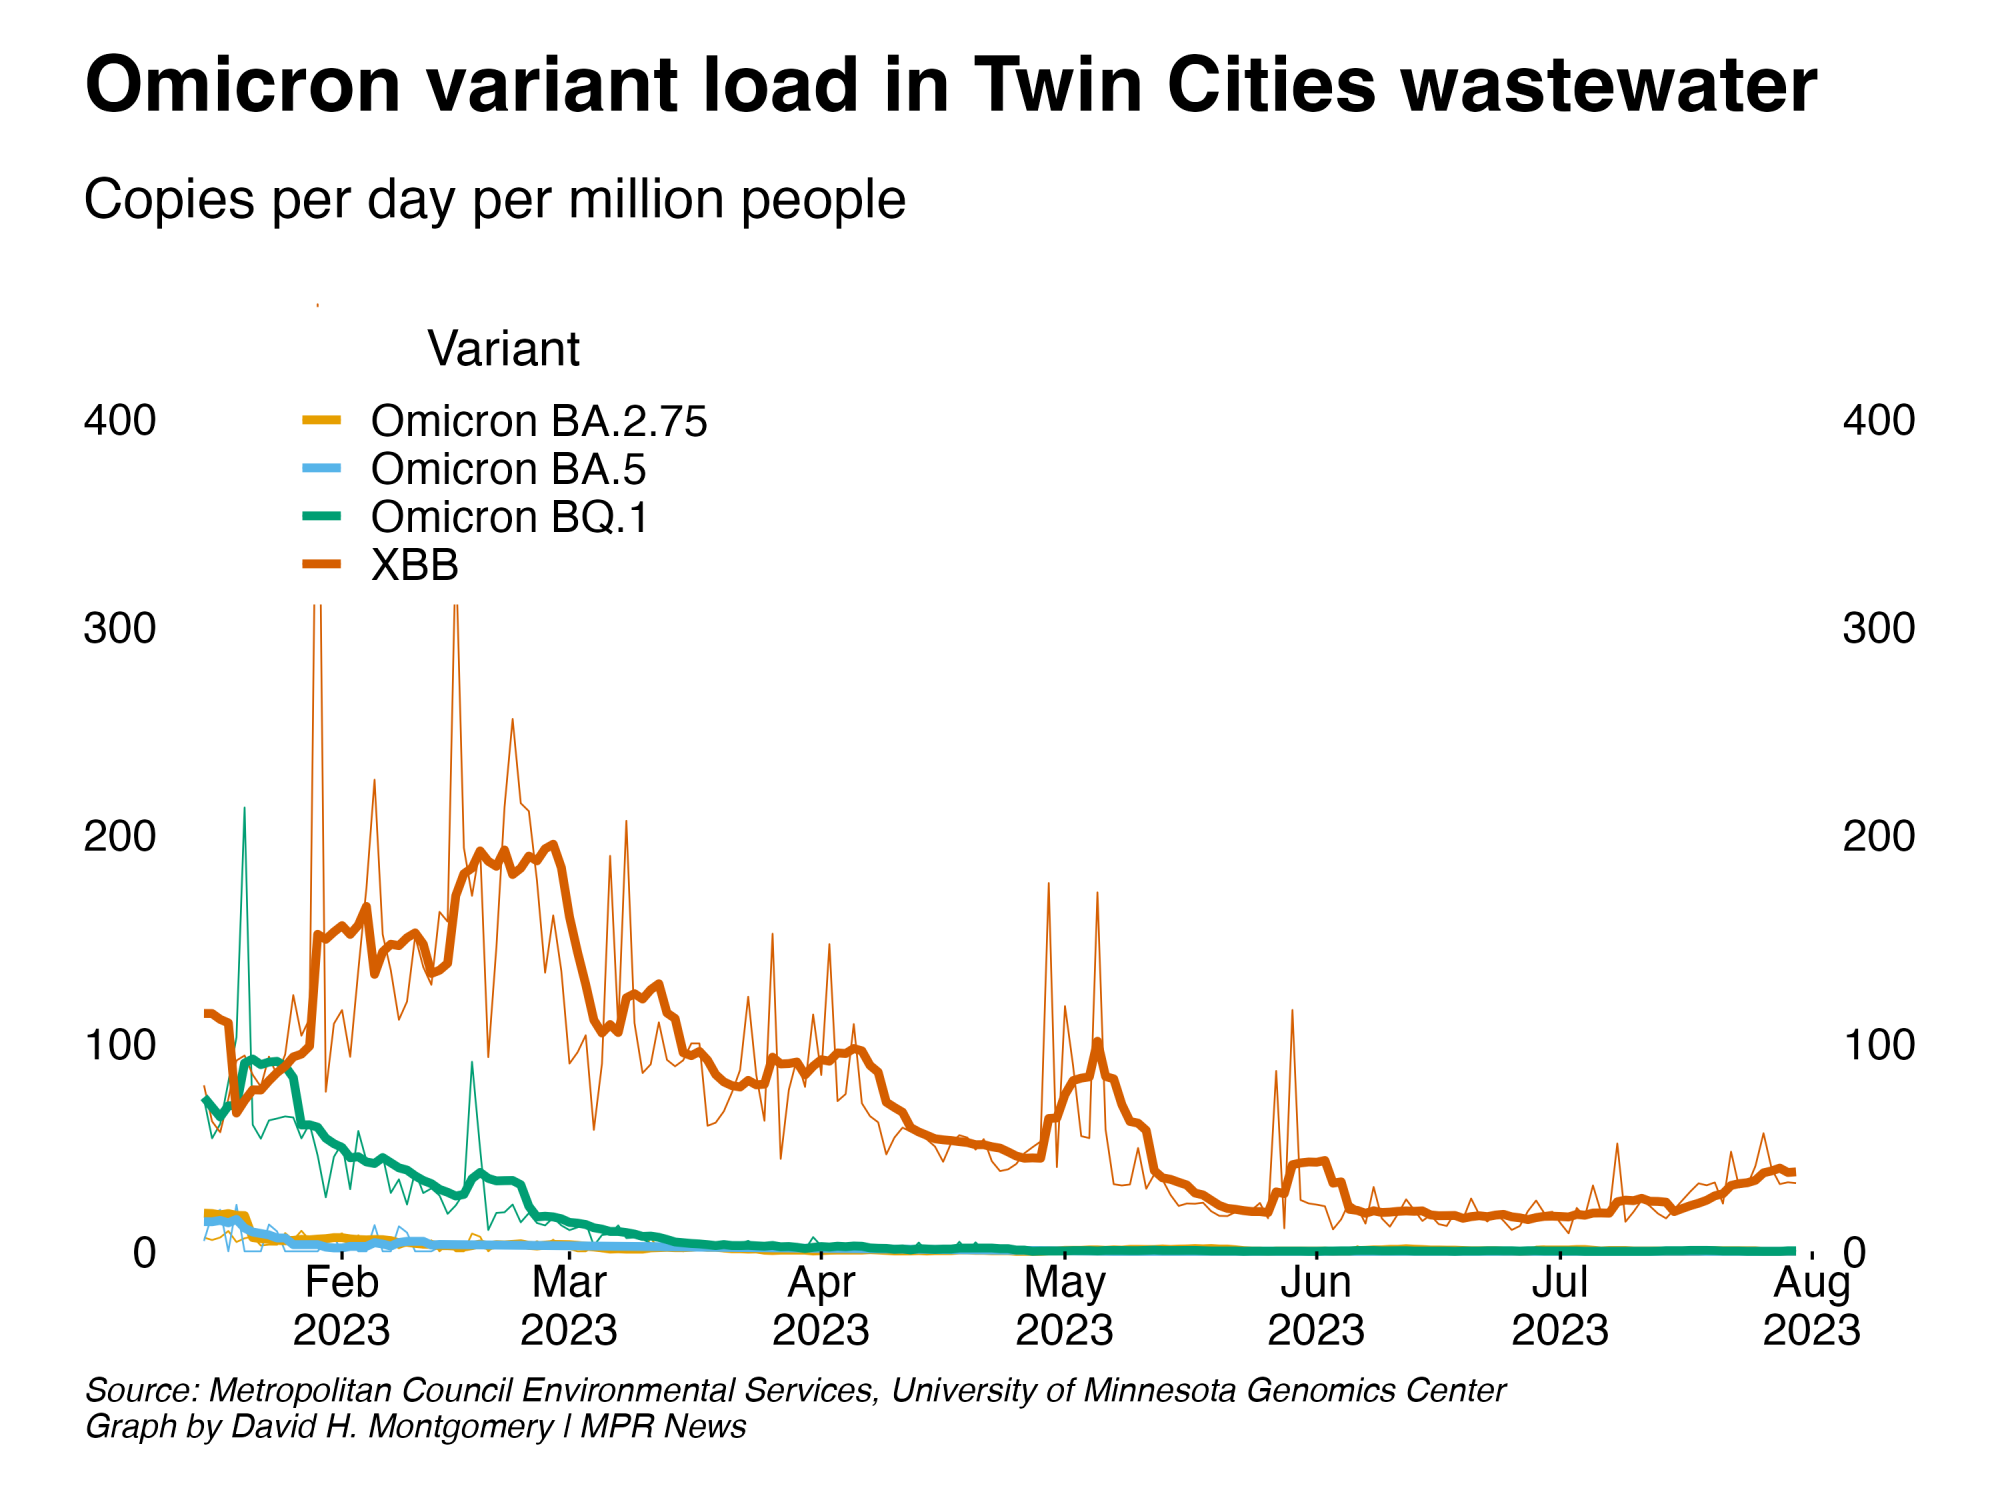 Omicron variant load in Twin Cities wastewater
Copies per day per million people
Variant
Omicron BA.2.75
Omicron BA.5
Omicron BQ.1
XBB
400 400
300 300
200 200
100 100
0 0
Feb Mar Apr May Jun Jul Aug
2023 2023 2023 2023 2023 2023 2023
Source: Metropolitan Council Environmental Services, University of Minnesota Genomics Center
Graph by David H. Montgomery | MPR News